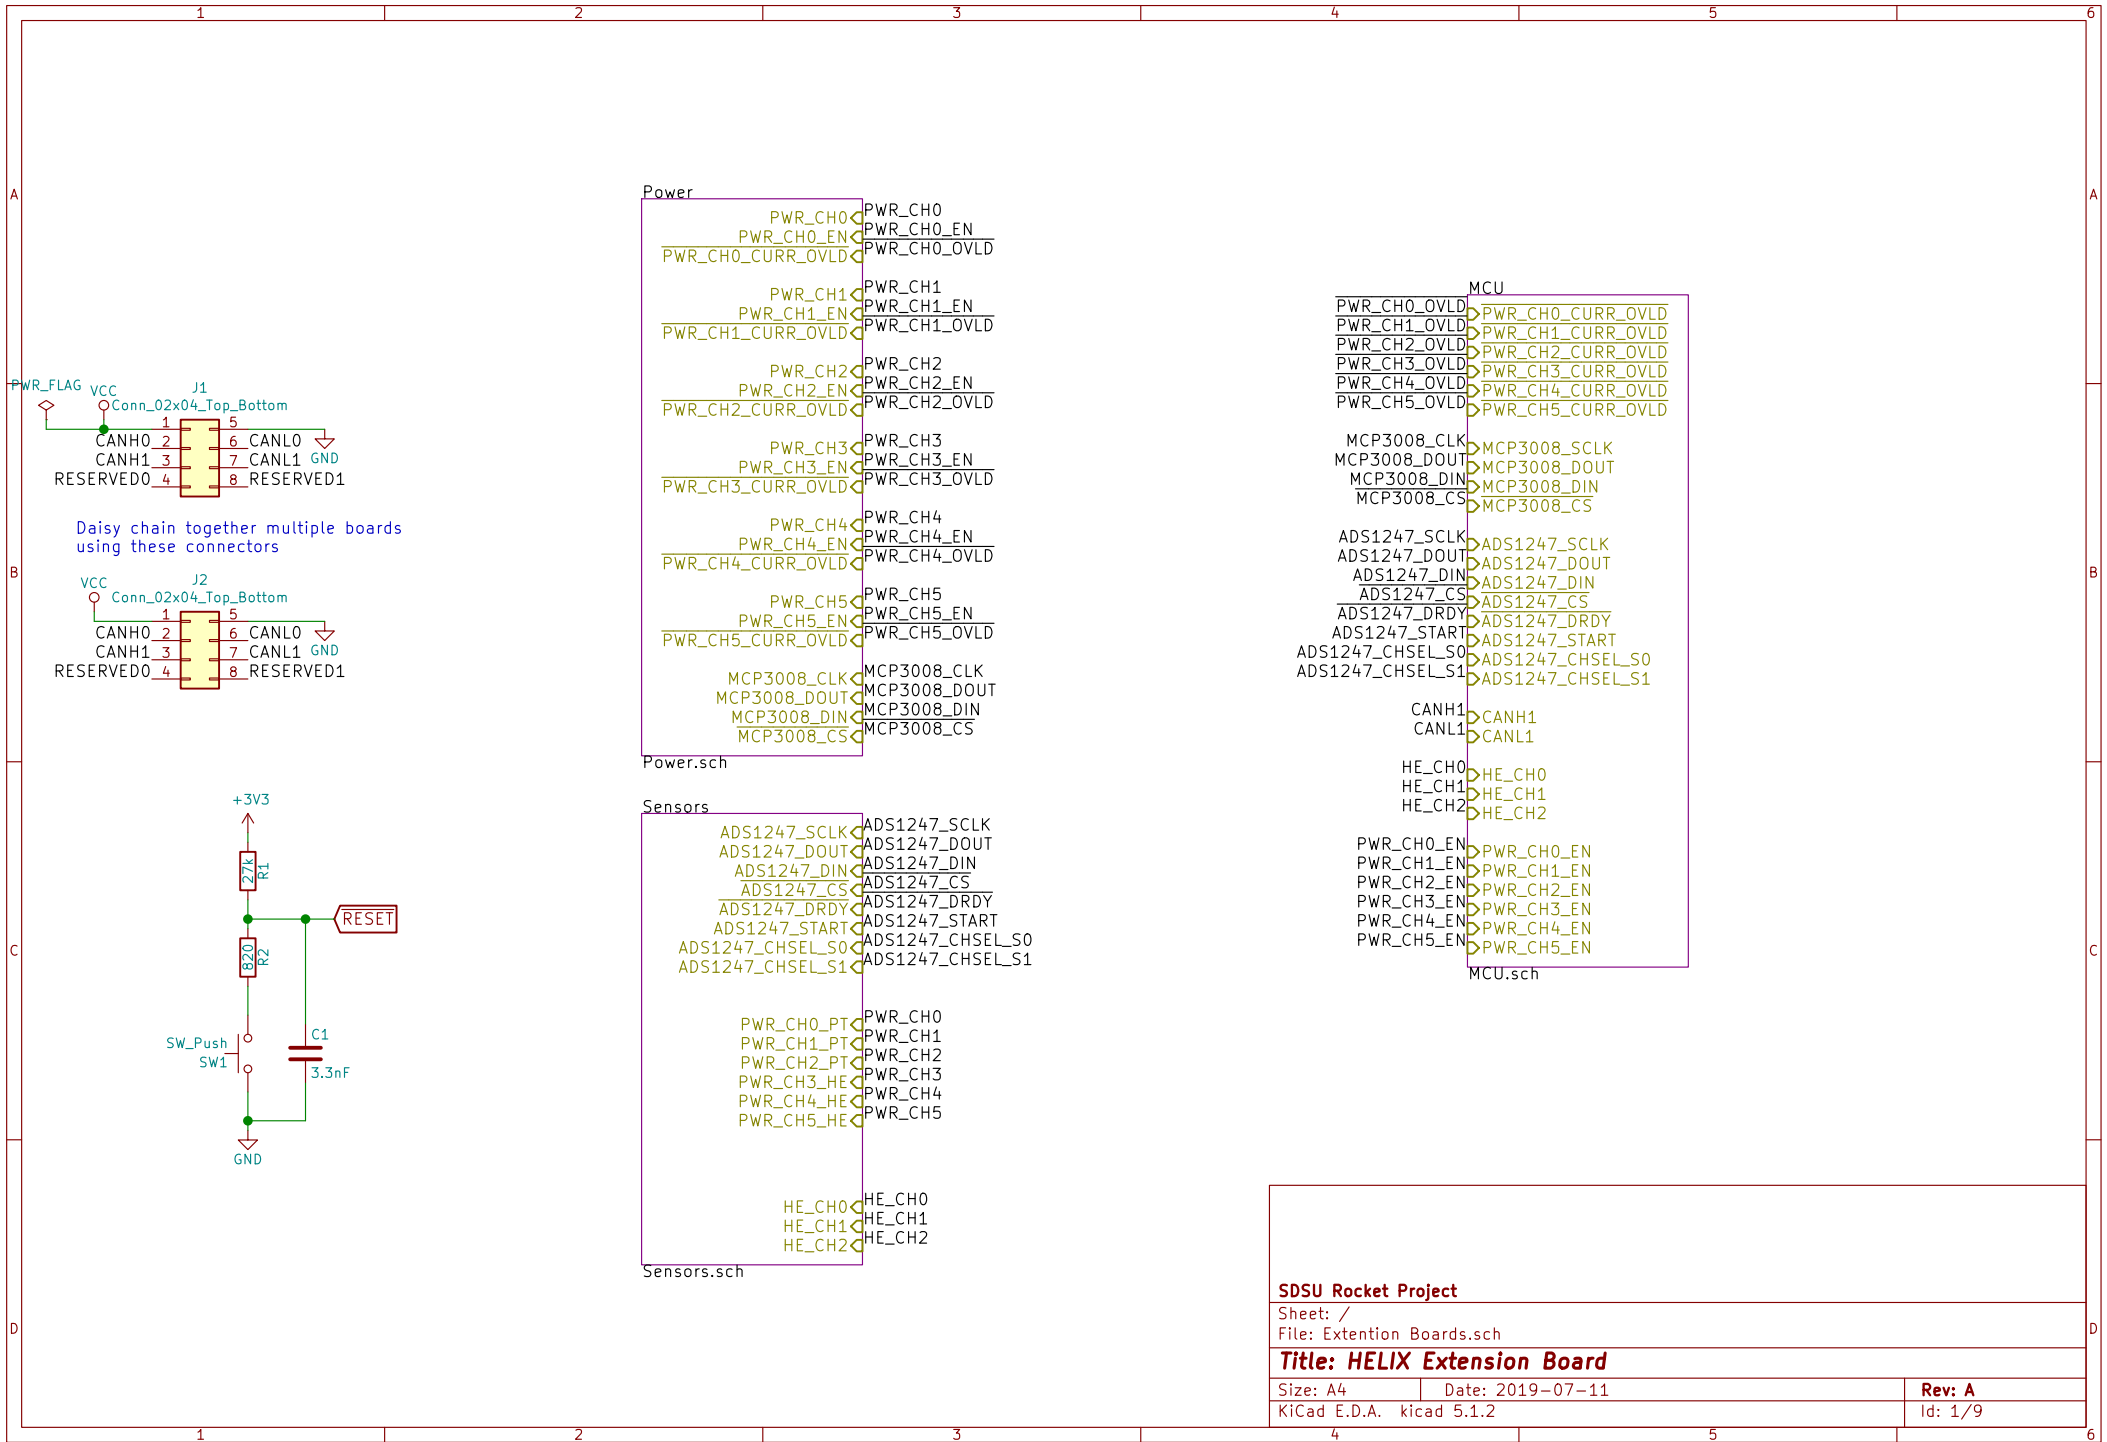 1 2 3 4 5 6
A A
B B
C C
D D
PWR_FLAG
VCC
J1
Conn_02x04_Top_Bottom
1 5
CANH0 2 6 CANL0
CANH1 3 7 CANL1
RESERVED0 4 8 RESERVED1
GND
Daisy chain together multiple boards
using these connectors
VCC
J2
Conn_02x04_Top_Bottom
1 5
CANH0 2 6 CANL0
CANH1 3 7 CANL1
RESERVED0 4 8 RESERVED1
GND
+3V3
27k R1
RESET
820 R2
SW_Push
SW1
C1
3.3nF
GND
Power
PWR_CH0 PWR_CH0
PWR_CH0_EN PWR_CH0_EN
PWR_CH0_CURR_OVLD PWR_CH0_OVLD
PWR_CH1 PWR_CH1
PWR_CH1_EN PWR_CH1_EN
PWR_CH1_CURR_OVLD PWR_CH1_OVLD
PWR_CH2 PWR_CH2
PWR_CH2_EN PWR_CH2_EN
PWR_CH2_CURR_OVLD PWR_CH2_OVLD
PWR_CH3 PWR_CH3
PWR_CH3_EN PWR_CH3_EN
PWR_CH3_CURR_OVLD PWR_CH3_OVLD
PWR_CH4 PWR_CH4
PWR_CH4_EN PWR_CH4_EN
PWR_CH4_CURR_OVLD PWR_CH4_OVLD
PWR_CH5 PWR_CH5
PWR_CH5_EN PWR_CH5_EN
PWR_CH5_CURR_OVLD PWR_CH5_OVLD
MCP3008_CLK MCP3008_CLK
MCP3008_DOUT MCP3008_DOUT
MCP3008_DIN MCP3008_DIN
MCP3008_CS MCP3008_CS
Power.sch
Sensors
ADS1247_SCLK ADS1247_SCLK
ADS1247_DOUT ADS1247_DOUT
ADS1247_DIN ADS1247_DIN
ADS1247_CS ADS1247_CS
ADS1247_DRDY ADS1247_DRDY
ADS1247_START ADS1247_START
ADS1247_CHSEL_S0 ADS1247_CHSEL_S0
ADS1247_CHSEL_S1 ADS1247_CHSEL_S1
PWR_CH0_PT PWR_CH0
PWR_CH1_PT PWR_CH1
PWR_CH2_PT PWR_CH2
PWR_CH3_HE PWR_CH3
PWR_CH4_HE PWR_CH4
PWR_CH5_HE PWR_CH5
HE_CH0 HE_CH0
HE_CH1 HE_CH1
HE_CH2 HE_CH2
Sensors.sch
MCU
PWR_CH0_OVLD PWR_CH0_CURR_OVLD
PWR_CH1_OVLD PWR_CH1_CURR_OVLD
PWR_CH2_OVLD PWR_CH2_CURR_OVLD
PWR_CH3_OVLD PWR_CH3_CURR_OVLD
PWR_CH4_OVLD PWR_CH4_CURR_OVLD
PWR_CH5_OVLD PWR_CH5_CURR_OVLD
MCP3008_CLK MCP3008_SCLK
MCP3008_DOUT MCP3008_DOUT
MCP3008_DIN MCP3008_DIN
MCP3008_CS MCP3008_CS
ADS1247_SCLK ADS1247_SCLK
ADS1247_DOUT ADS1247_DOUT
ADS1247_DIN ADS1247_DIN
ADS1247_CS ADS1247_CS
ADS1247_DRDY ADS1247_DRDY
ADS1247_START ADS1247_START
ADS1247_CHSEL_S0 ADS1247_CHSEL_S0
ADS1247_CHSEL_S1 ADS1247_CHSEL_S1
CANH1 CANH1
CANL1 CANL1
HE_CH0 HE_CH0
HE_CH1 HE_CH1
HE_CH2 HE_CH2
PWR_CH0_EN PWR_CH0_EN
PWR_CH1_EN PWR_CH1_EN
PWR_CH2_EN PWR_CH2_EN
PWR_CH3_EN PWR_CH3_EN
PWR_CH4_EN PWR_CH4_EN
PWR_CH5_EN PWR_CH5_EN
MCU.sch
SDSU Rocket Project
Sheet: /
File: Extention Boards.sch
Title: HELIX Extension Board
Size: A4 Date: 2019-07-11 Rev: A
KiCad E.D.A. kicad 5.1.2 Id: 1/9
1 2 3 4 5 6